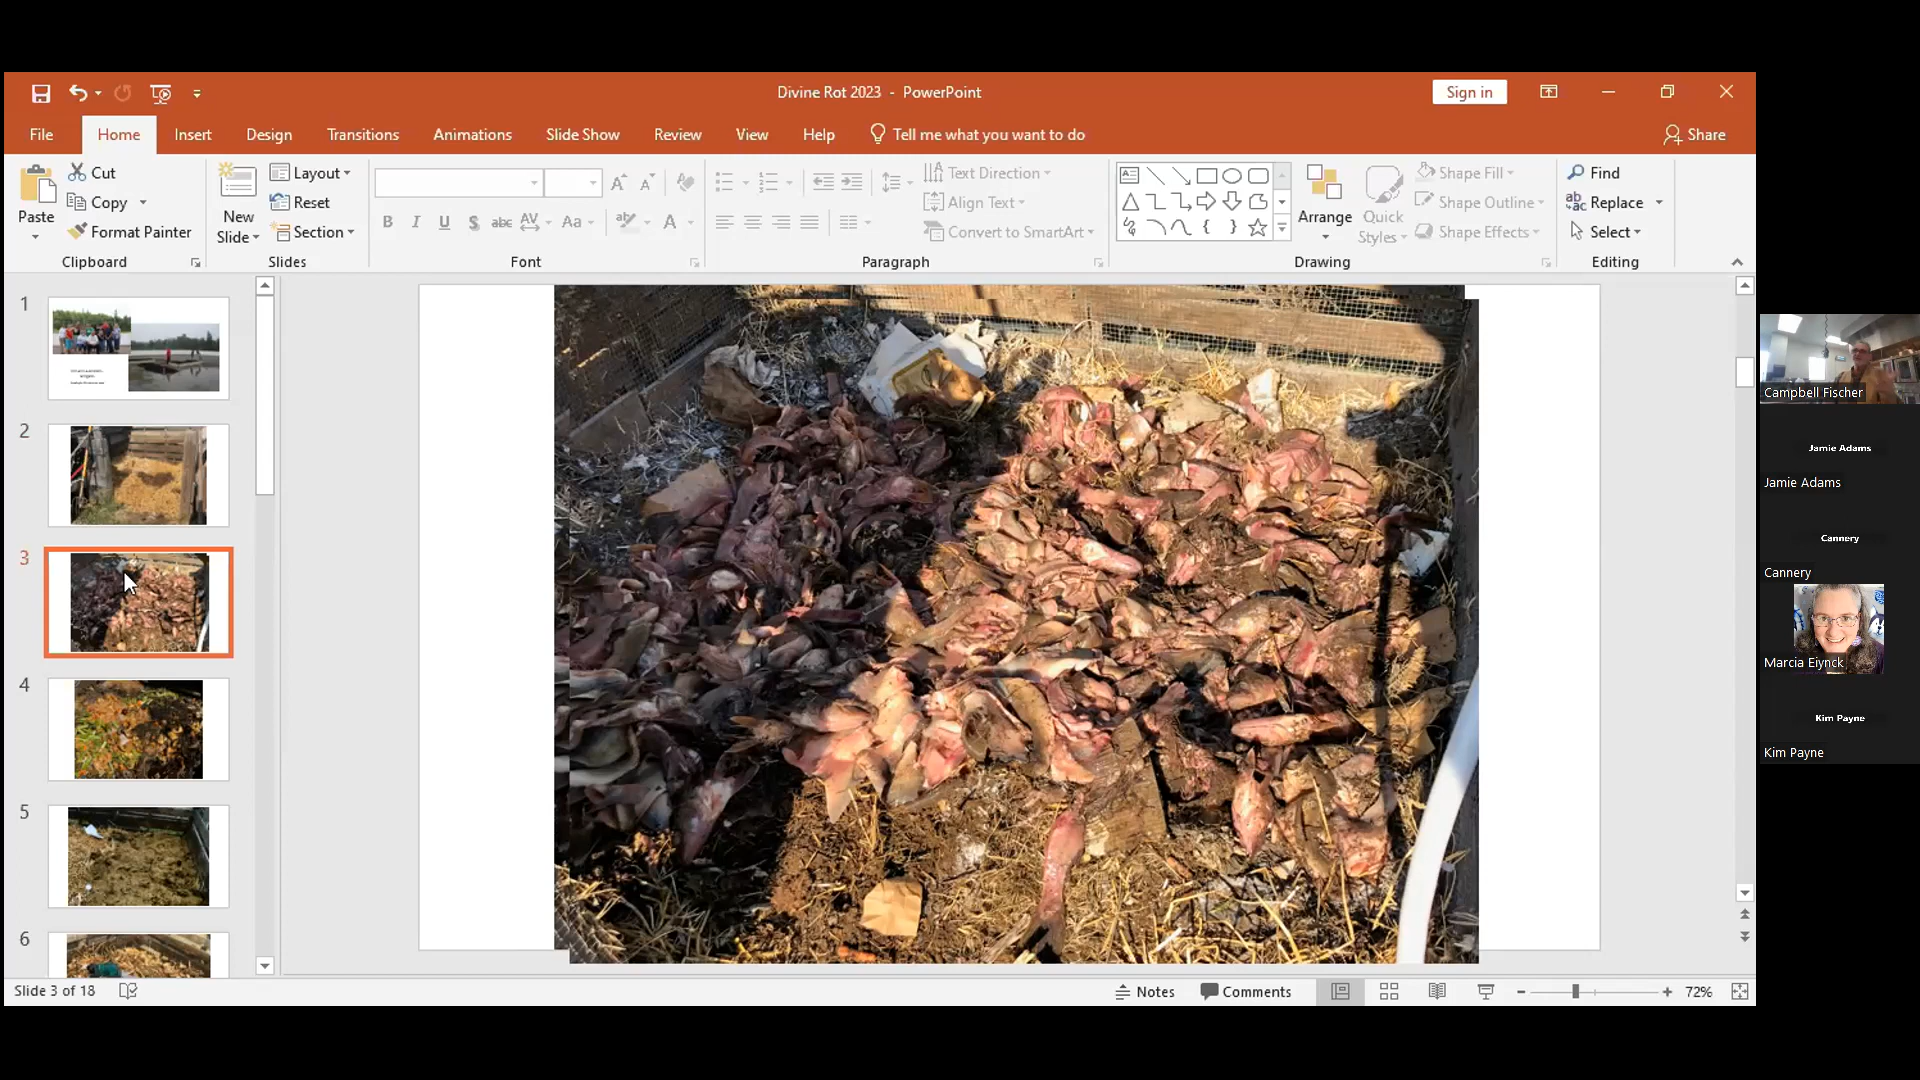 Divine Rot 2023 - PowerPoint
Sign in
File Home Insert Design Transitions Animations Slide Show Review View Help Tell me what you want to do Share
Cut
Copy
Format Painter
Paste
Clipboard
New
Slide
Layout
Reset
Section
Slides
B I U S abc AV Aa A
Font
Text Direction
Align Text
Convert to SmartArt
Paragraph
Arrange
Quick
Styles
Shape Fill
Shape Outline
Shape Effects
Drawing
Find
Replace
Select
Editing
1
2
3
4
5
6
Campbell Fischer
Jamie Adams
Jamie Adams
Cannery
Cannery
Marcia Eiynck
Kim Payne
Kim Payne
Slide 3 of 18
Notes
Comments
72%